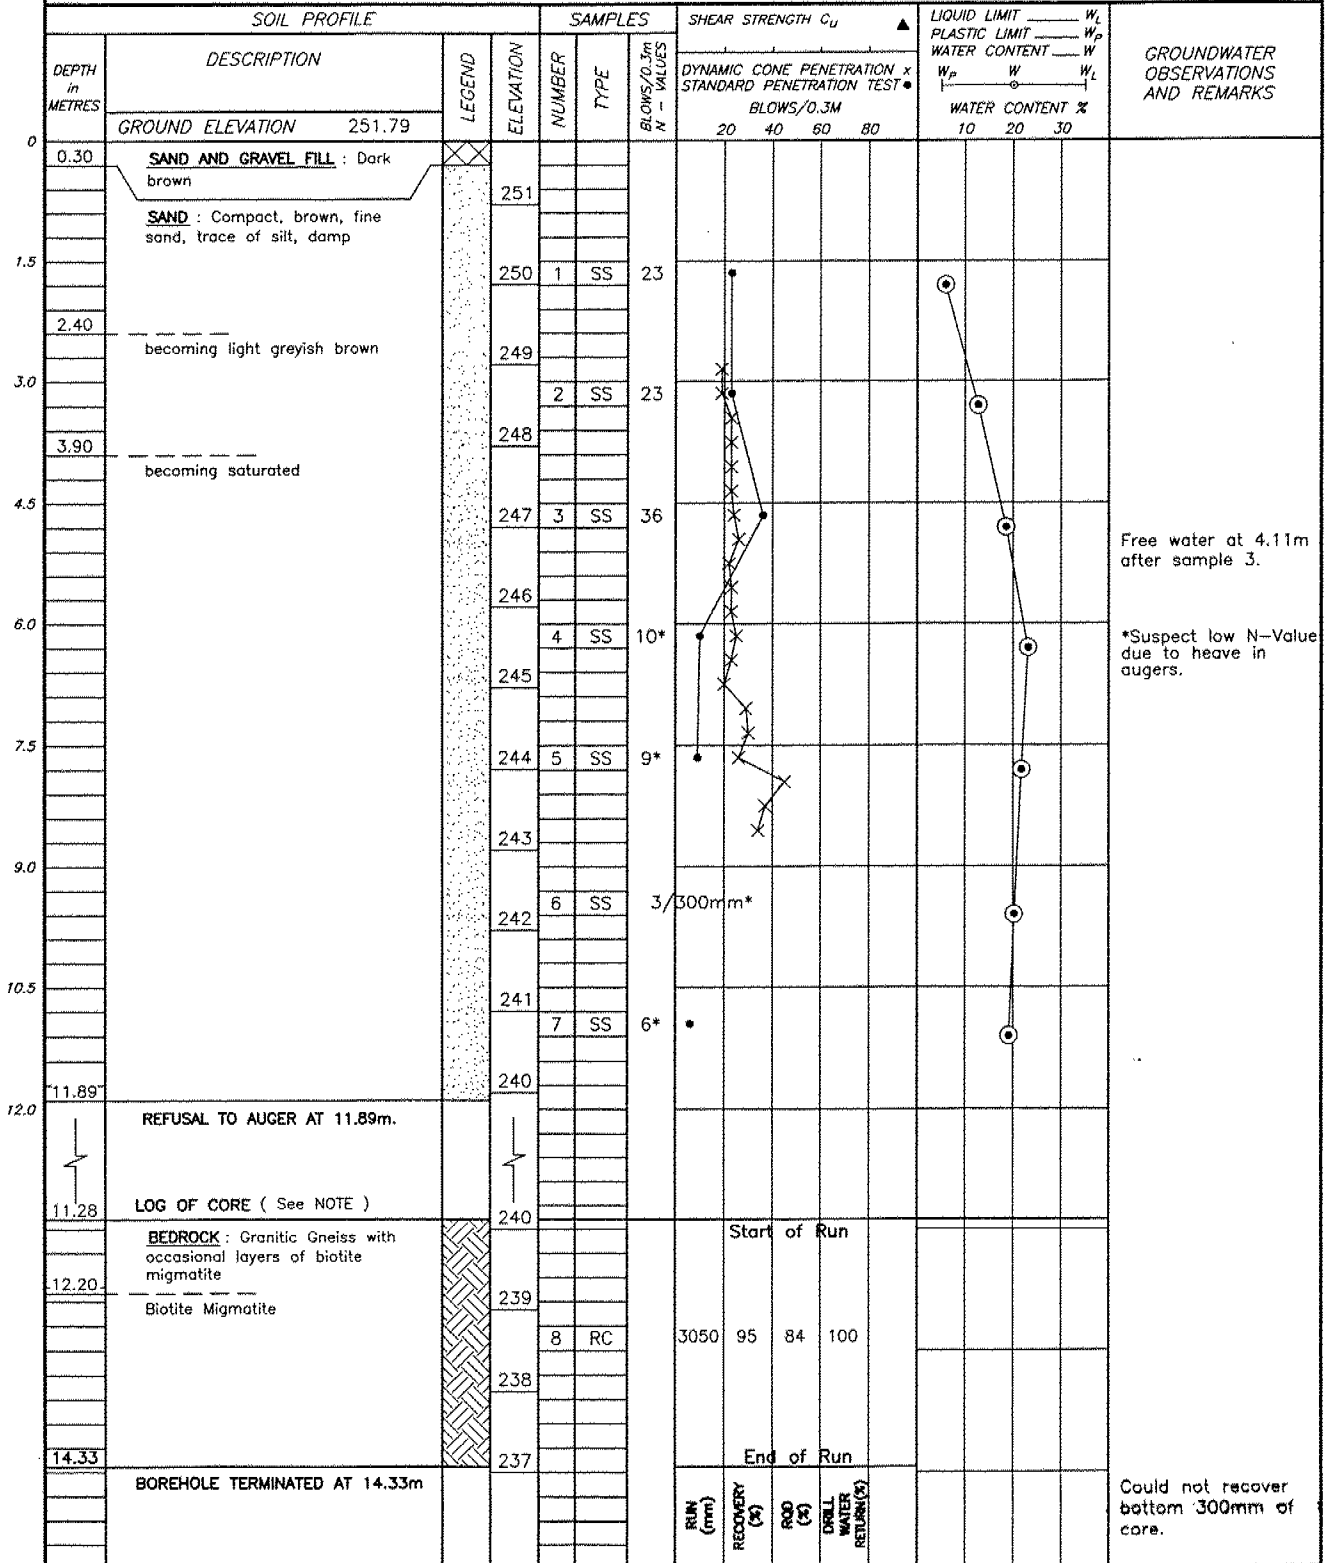 SOIL PROFILE
SAMPLES
SHEAR STRENGTH Cu ▲
LIQUID LIMIT ____ WL
PLASTIC LIMIT ____ WP
WATER CONTENT ____ W
GROUNDWATER
OBSERVATIONS
AND REMARKS
DEPTH
in
METRES
DESCRIPTION
LEGEND
ELEVATION
NUMBER
TYPE
BLOWS/0.3m
N - VALUES
DYNAMIC CONE PENETRATION x
STANDARD PENETRATION TEST ●
BLOWS/0.3M
20 40 60 80
WP W WL
WATER CONTENT %
10 20 30
GROUND ELEVATION 251.79
0
0.30
SAND AND GRAVEL FILL : Dark
brown
251
SAND : Compact, brown, fine
sand, trace of silt, damp
1.5
250 1 SS 23
2.40
becoming light greyish brown
249
3.0
2 SS 23
248
3.90
becoming saturated
4.5
247 3 SS 36
Free water at 4.11m
after sample 3.
246
6.0
4 SS 10*
*Suspect low N-Value
due to heave in
augers.
245
7.5
244 5 SS 9*
243
9.0
6 SS 3/300mm*
242
10.5
241
7 SS 6*
240
11.89
12.0
REFUSAL TO AUGER AT 11.89m.
11.28
LOG OF CORE ( See NOTE )
240
BEDROCK : Granitic Gneiss with
occasional layers of biotite
migmatite
Start of Run
12.20
Biotite Migmatite
239
8 RC 3050 95 84 100
238
14.33
237
End of Run
BOREHOLE TERMINATED AT 14.33m
RUN
(mm)
RECOVERY
(%)
RQD
(%)
DRILL
WATER
RETURN(%)
Could not recover
bottom 300mm of
core.